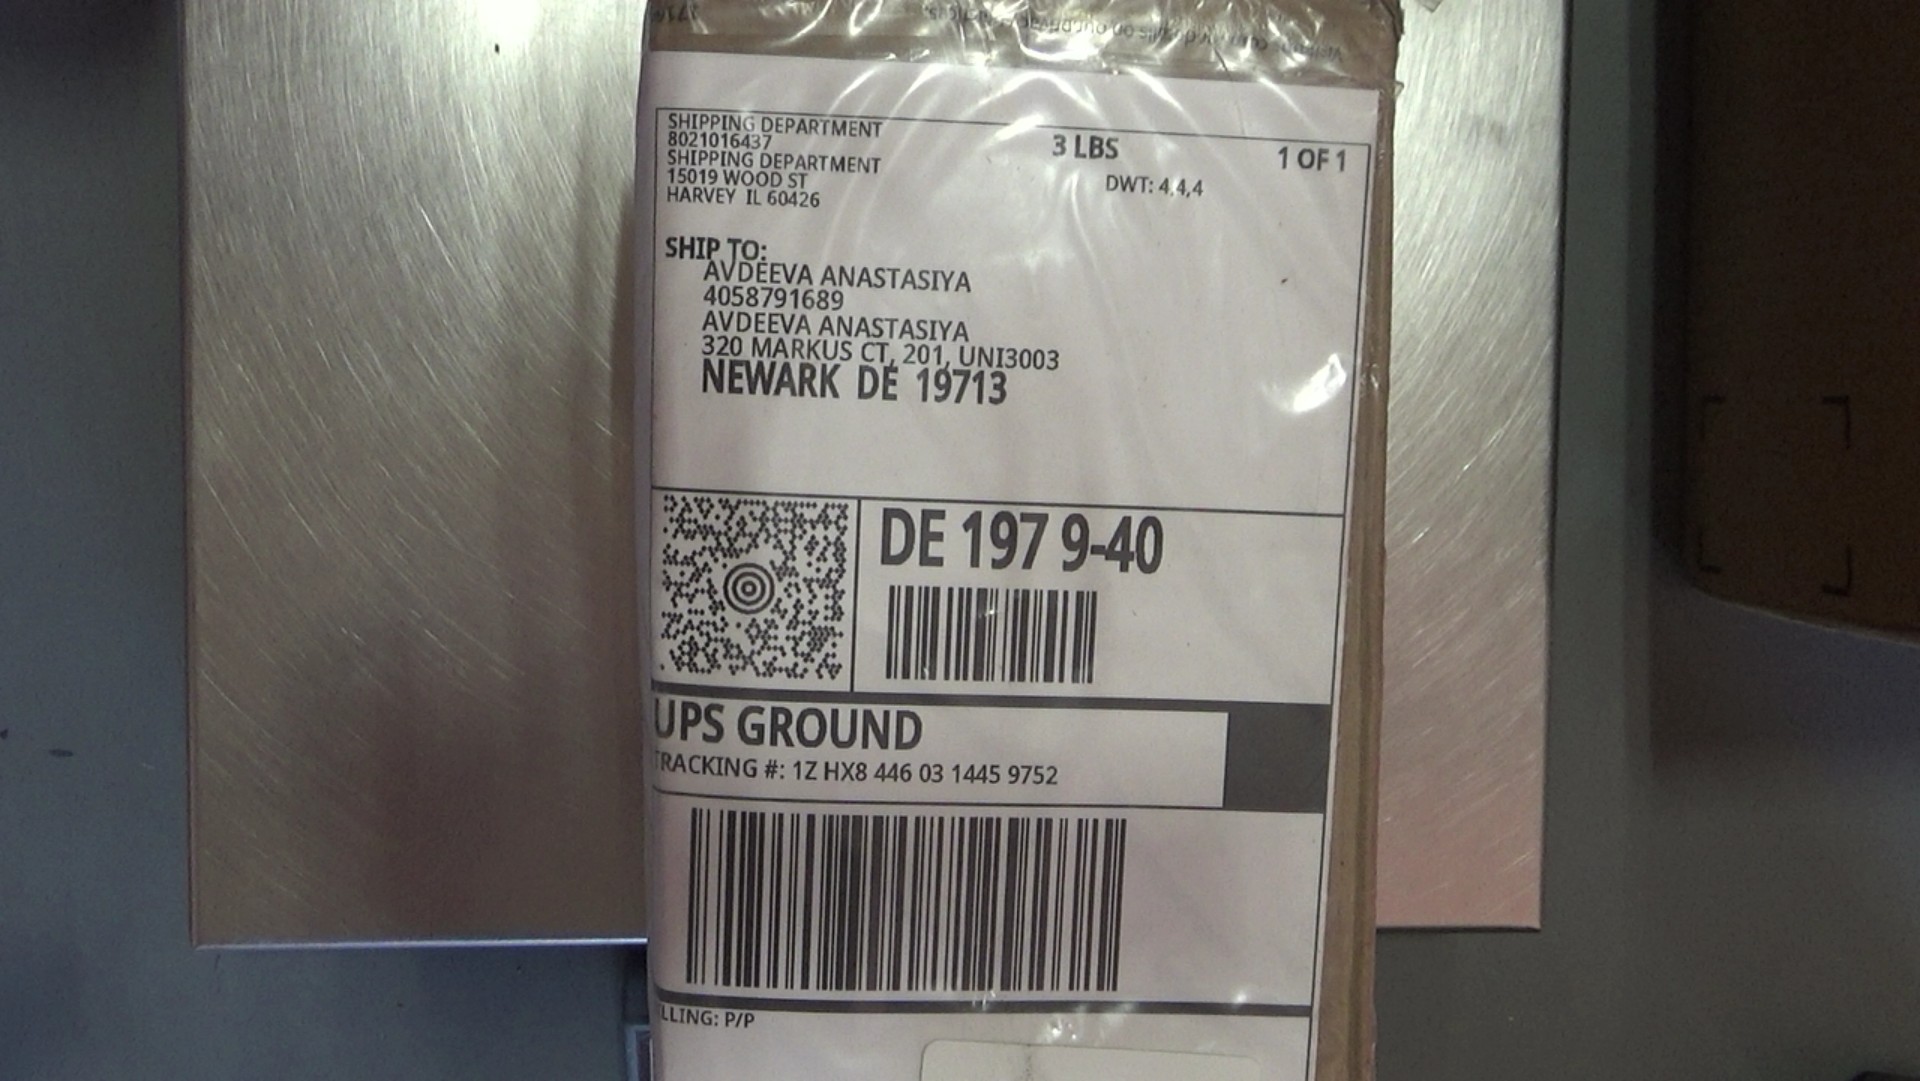 SHIPPING DEPARTMENT
8021016437
SHIPPING DEPARTMENT
15019 WOOD ST
HARVEY IL 60426
3 LBS
1 OF 1
DWT: 4,4,4
SHIP TO:
AVDEEVA ANASTASIYA
4058791689
AVDEEVA ANASTASIYA
320 MARKUS CT, 201, UNI3003
NEWARK DE 19713
DE 197 9-40
UPS GROUND
TRACKING #: 1Z HX8 446 03 1445 9752
LLING: P/P